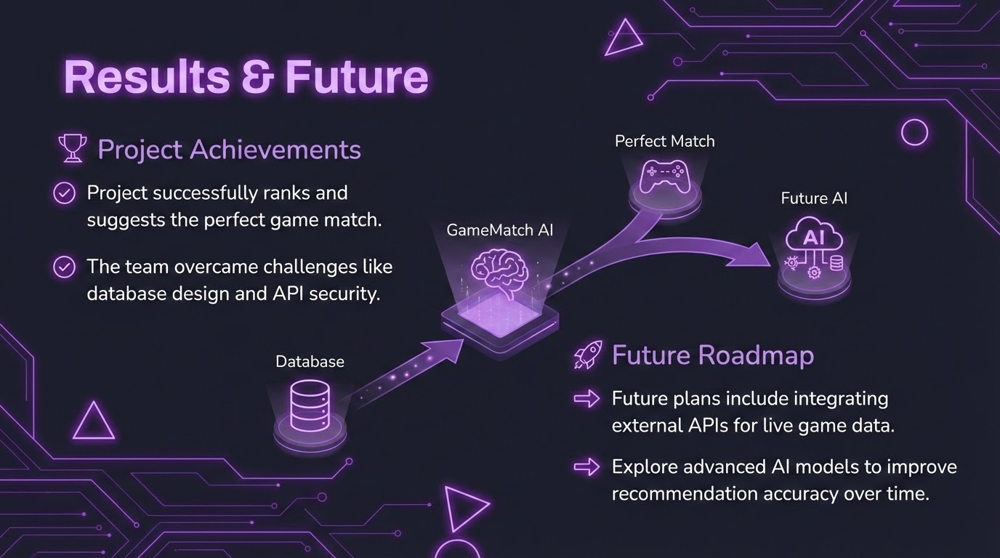 Results & Future
Project Achievements
Project successfully ranks and
suggests the perfect game match.
The team overcame challenges like
database design and API security.
Database
GameMatch AI
Perfect Match
Future AI
AI
Future Roadmap
Future plans include integrating
external APIs for live game data.
Explore advanced AI models to improve
recommendation accuracy over time.